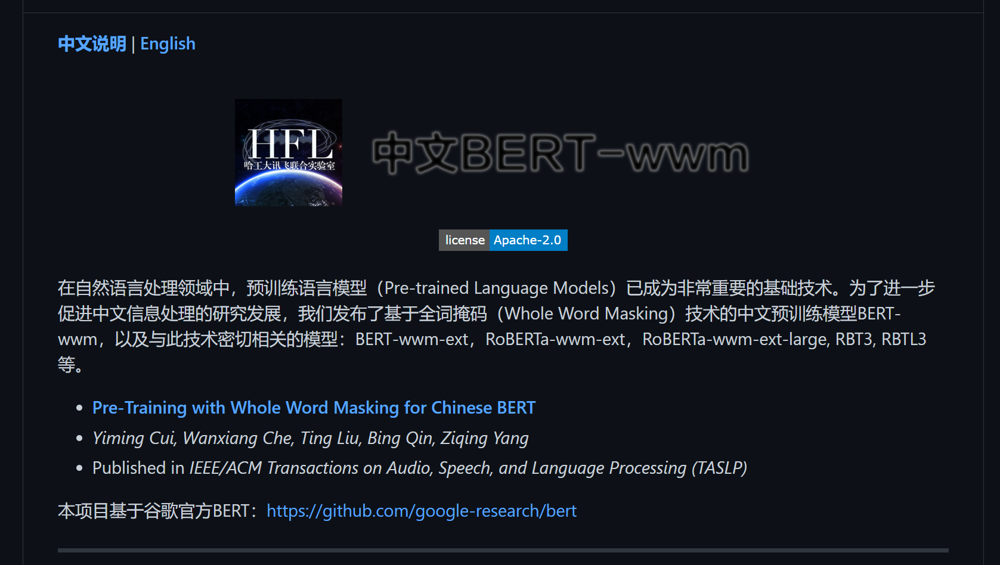 中文说明 | English
HFL
哈工大讯飞联合实验室
中文BERT-wwm
license Apache-2.0
在自然语言处理领域中，预训练语言模型（Pre-trained Language Models）已成为非常重要的基础技术。为了进一步
促进中文信息处理的研究发展，我们发布了基于全词掩码（Whole Word Masking）技术的中文预训练模型BERT-
wwm，以及与此技术密切相关的模型：BERT-wwm-ext，RoBERTa-wwm-ext，RoBERTa-wwm-ext-large, RBT3, RBTL3
等。
• Pre-Training with Whole Word Masking for Chinese BERT
• Yiming Cui, Wanxiang Che, Ting Liu, Bing Qin, Ziqing Yang
• Published in IEEE/ACM Transactions on Audio, Speech, and Language Processing (TASLP)
本项目基于谷歌官方BERT：https://github.com/google-research/bert